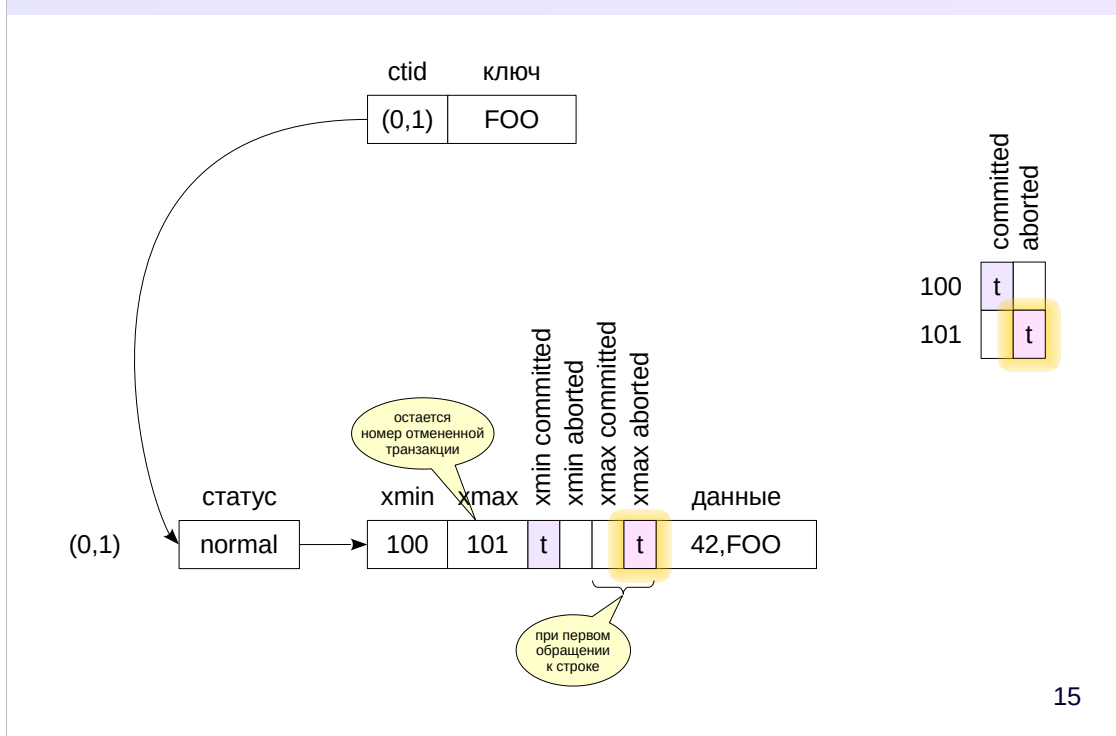 ctid ключ
(0,1) FOO
committed
aborted
100 t
101 t
остается
номер отмененной
транзакции
xmin committed
xmin aborted
xmax committed
xmax aborted
статус xmin xmax данные
(0,1) normal 100 101 t t 42,FOO
при первом
обращении
к строке
15